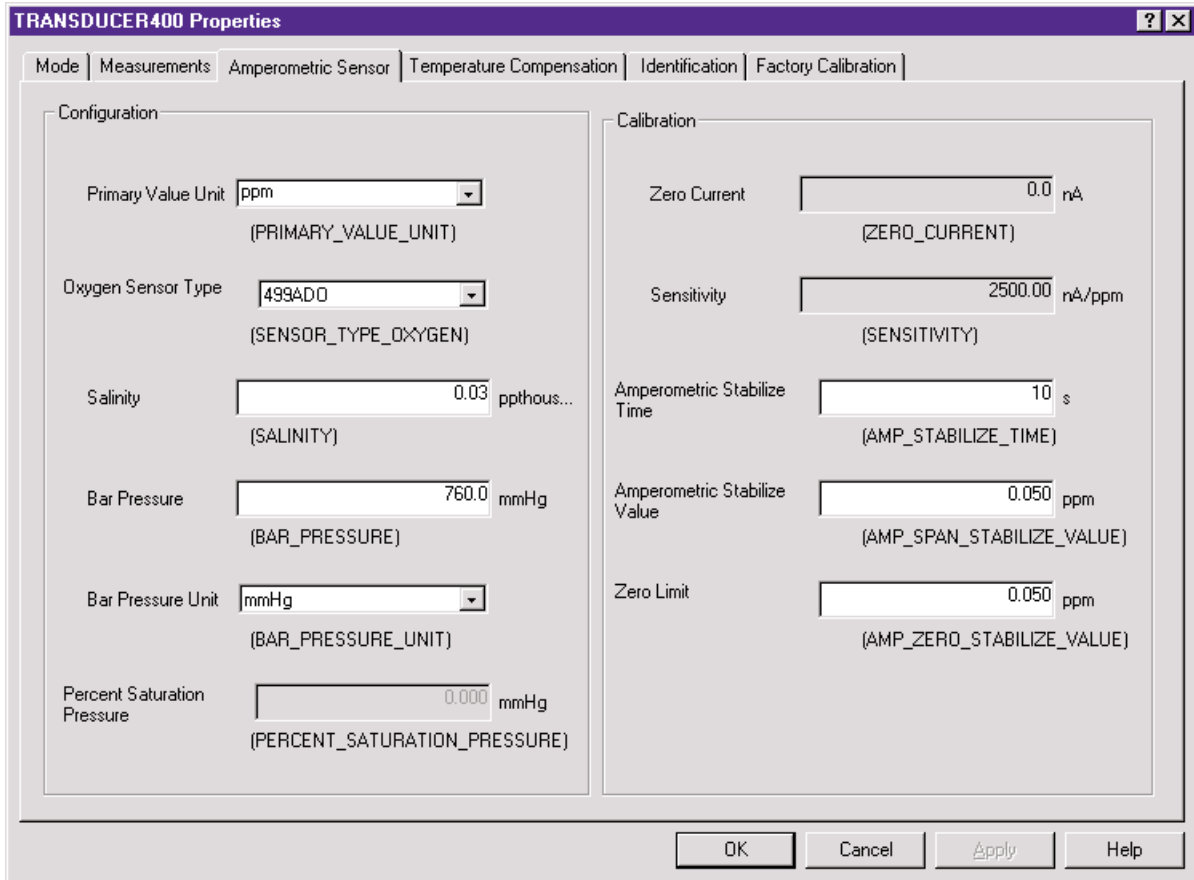 TRANSDUCER400 Properties
Mode
Measurements
Amperometric Sensor
Temperature Compensation
Identification
Factory Calibration
Configuration
Primary Value Unit
ppm
(PRIMARY_VALUE_UNIT)
Oxygen Sensor Type
499ADO
(SENSOR_TYPE_OXYGEN)
Salinity
0.03 ppthous...
(SALINITY)
Bar Pressure
760.0 mmHg
(BAR_PRESSURE)
Bar Pressure Unit
mmHg
(BAR_PRESSURE_UNIT)
Percent Saturation
Pressure
0.000 mmHg
(PERCENT_SATURATION_PRESSURE)
Calibration
Zero Current
0.0 nA
(ZERO_CURRENT)
Sensitivity
2500.00 nA/ppm
(SENSITIVITY)
Amperometric Stabilize
Time
10 s
(AMP_STABILIZE_TIME)
Amperometric Stabilize
Value
0.050 ppm
(AMP_SPAN_STABILIZE_VALUE)
Zero Limit
0.050 ppm
(AMP_ZERO_STABILIZE_VALUE)
OK
Cancel
Apply
Help